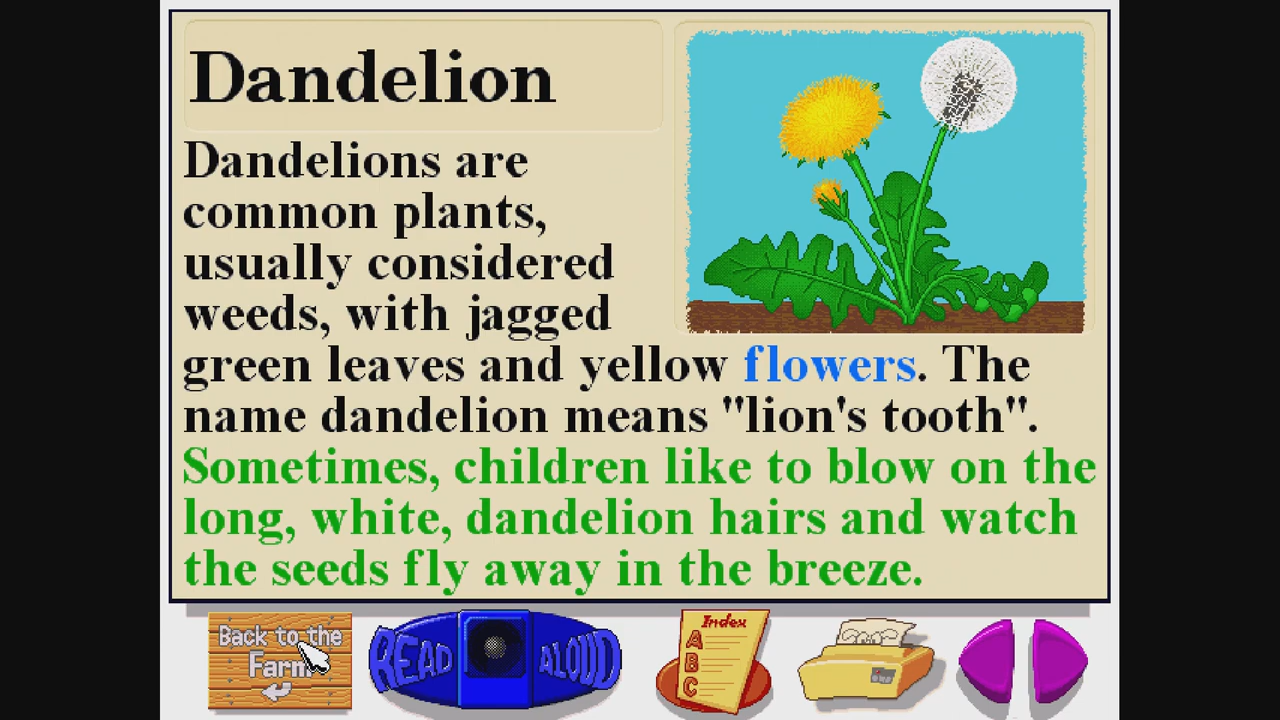 Dandelion
Dandelions are
common plants,
usually considered
weeds, with jagged
green leaves and yellow flowers. The
name dandelion means "lion's tooth".
Sometimes, children like to blow on the
long, white, dandelion hairs and watch
the seeds fly away in the breeze.
Back to the
Farm
READ ALOUD
Index
A
B
C